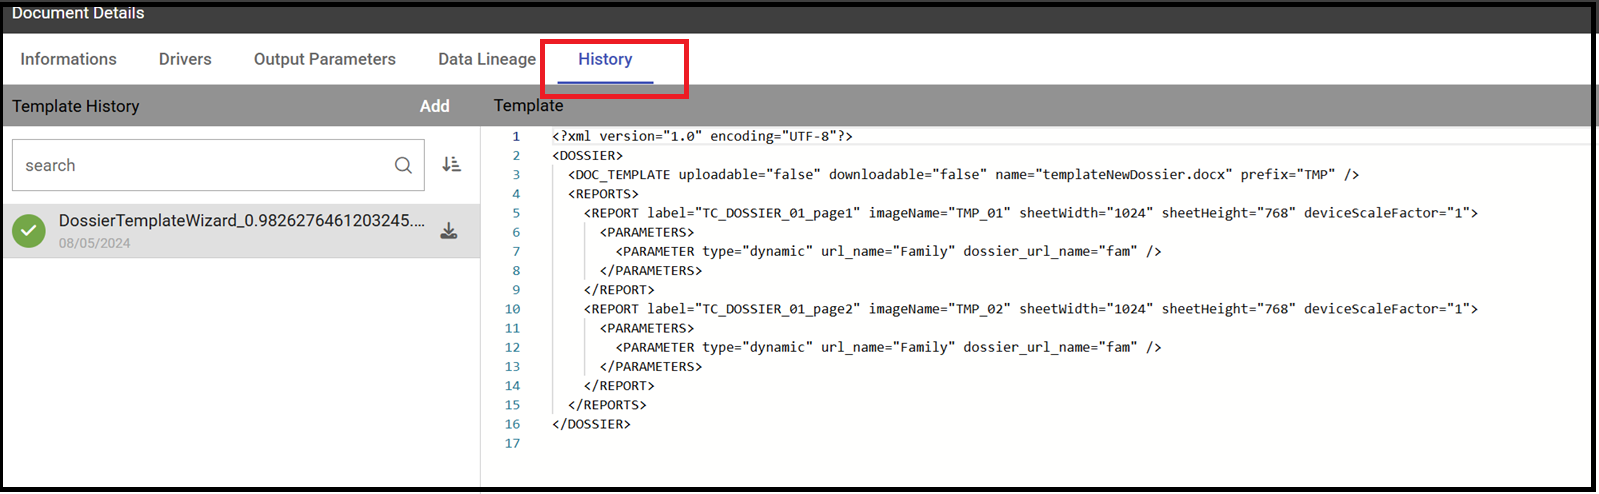 Document Details
Informations Drivers Output Parameters Data Lineage History
Template History Add Template
search
DossierTemplateWizard_0.9826276461203245....
08/05/2024
1 <?xml version="1.0" encoding="UTF-8"?>
2 <DOSSIER>
3 <DOC_TEMPLATE uploadable="false" downloadable="false" name="templateNewDossier.docx" prefix="TMP" />
4 <REPORTS>
5 <REPORT label="TC_DOSSIER_01_page1" imageName="TMP_01" sheetWidth="1024" sheetHeight="768" deviceScaleFactor="1">
6 <PARAMETERS>
7 <PARAMETER type="dynamic" url_name="Family" dossier_url_name="fam" />
8 </PARAMETERS>
9 </REPORT>
10 <REPORT label="TC_DOSSIER_01_page2" imageName="TMP_02" sheetWidth="1024" sheetHeight="768" deviceScaleFactor="1">
11 <PARAMETERS>
12 <PARAMETER type="dynamic" url_name="Family" dossier_url_name="fam" />
13 </PARAMETERS>
14 </REPORT>
15 </REPORTS>
16 </DOSSIER>
17